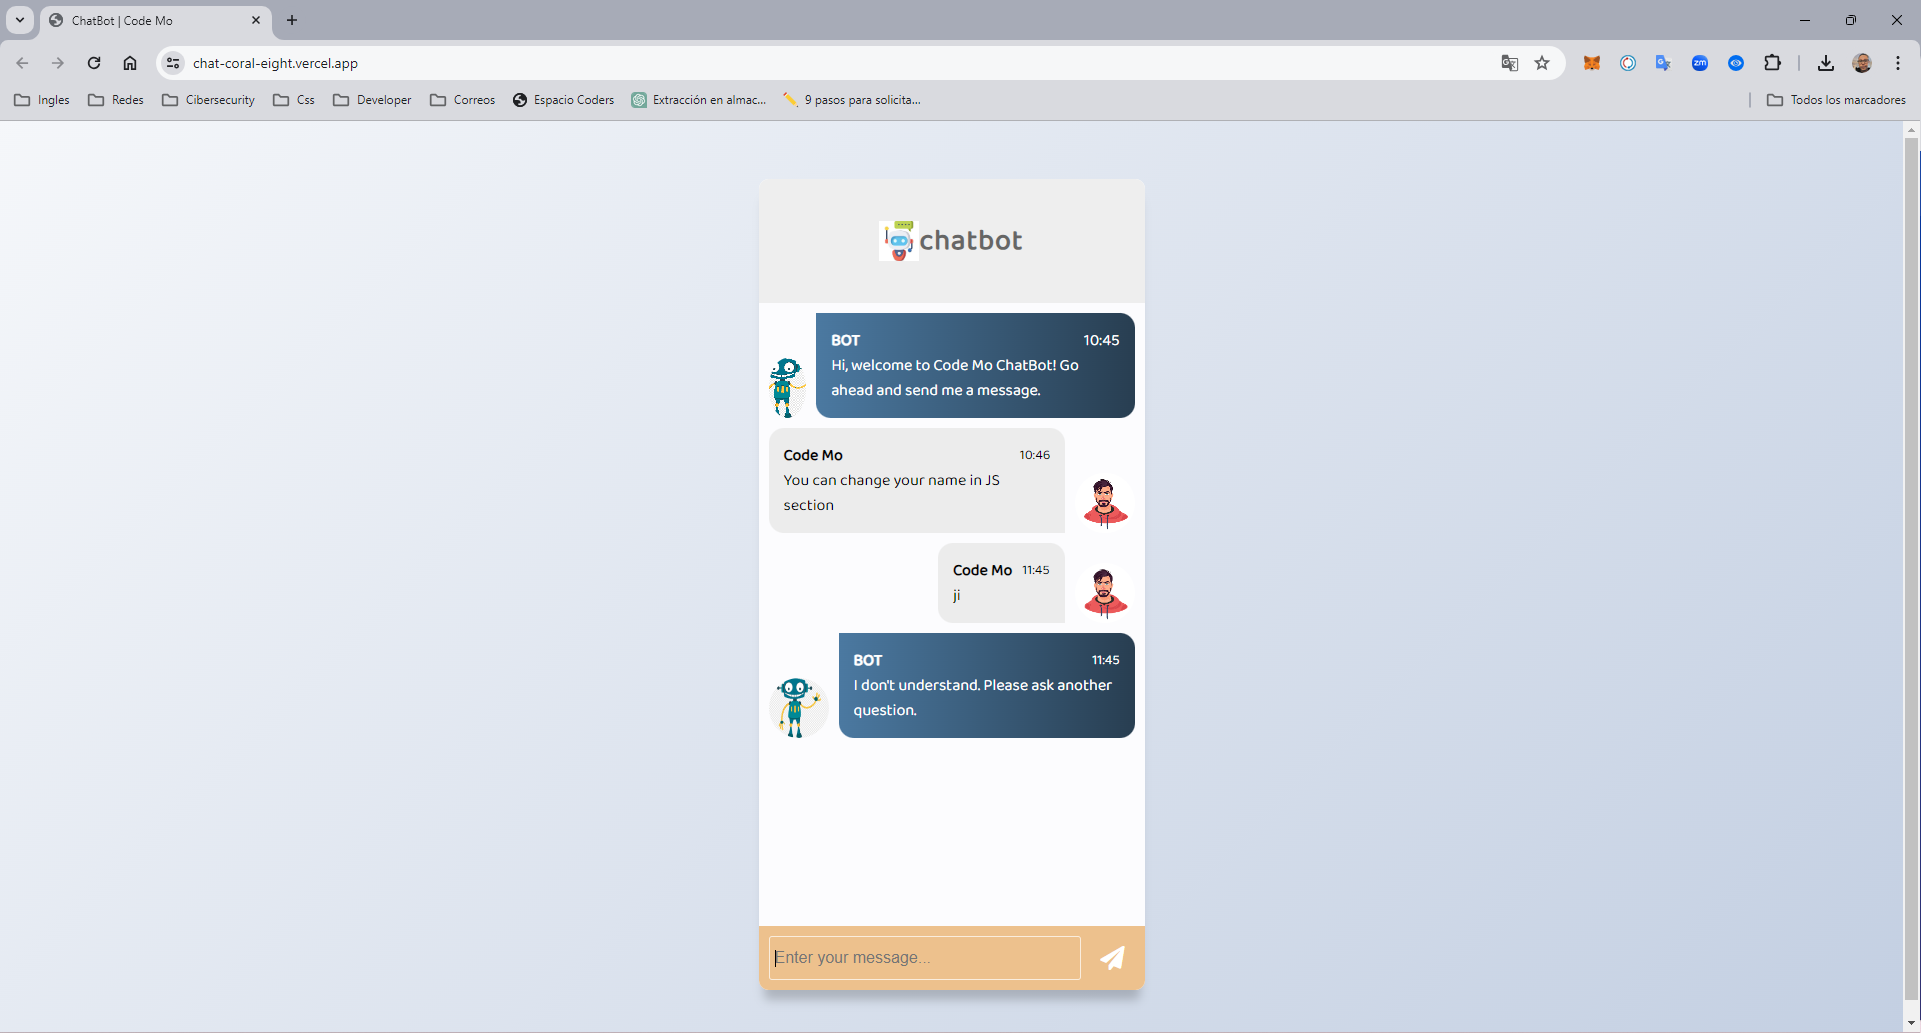 ChatBot | Code Mo
chat-coral-eight.vercel.app
Ingles Redes Cibersecurity Css Developer Correos Espacio Coders Extracción en almac... 9 pasos para solicita... Todos los marcadores
chatbot
BOT 10:45
Hi, welcome to Code Mo ChatBot! Go
ahead and send me a message.
Code Mo 10:46
You can change your name in JS
section
Code Mo 11:45
ji
BOT 11:45
I don't understand. Please ask another
question.
Enter your message...